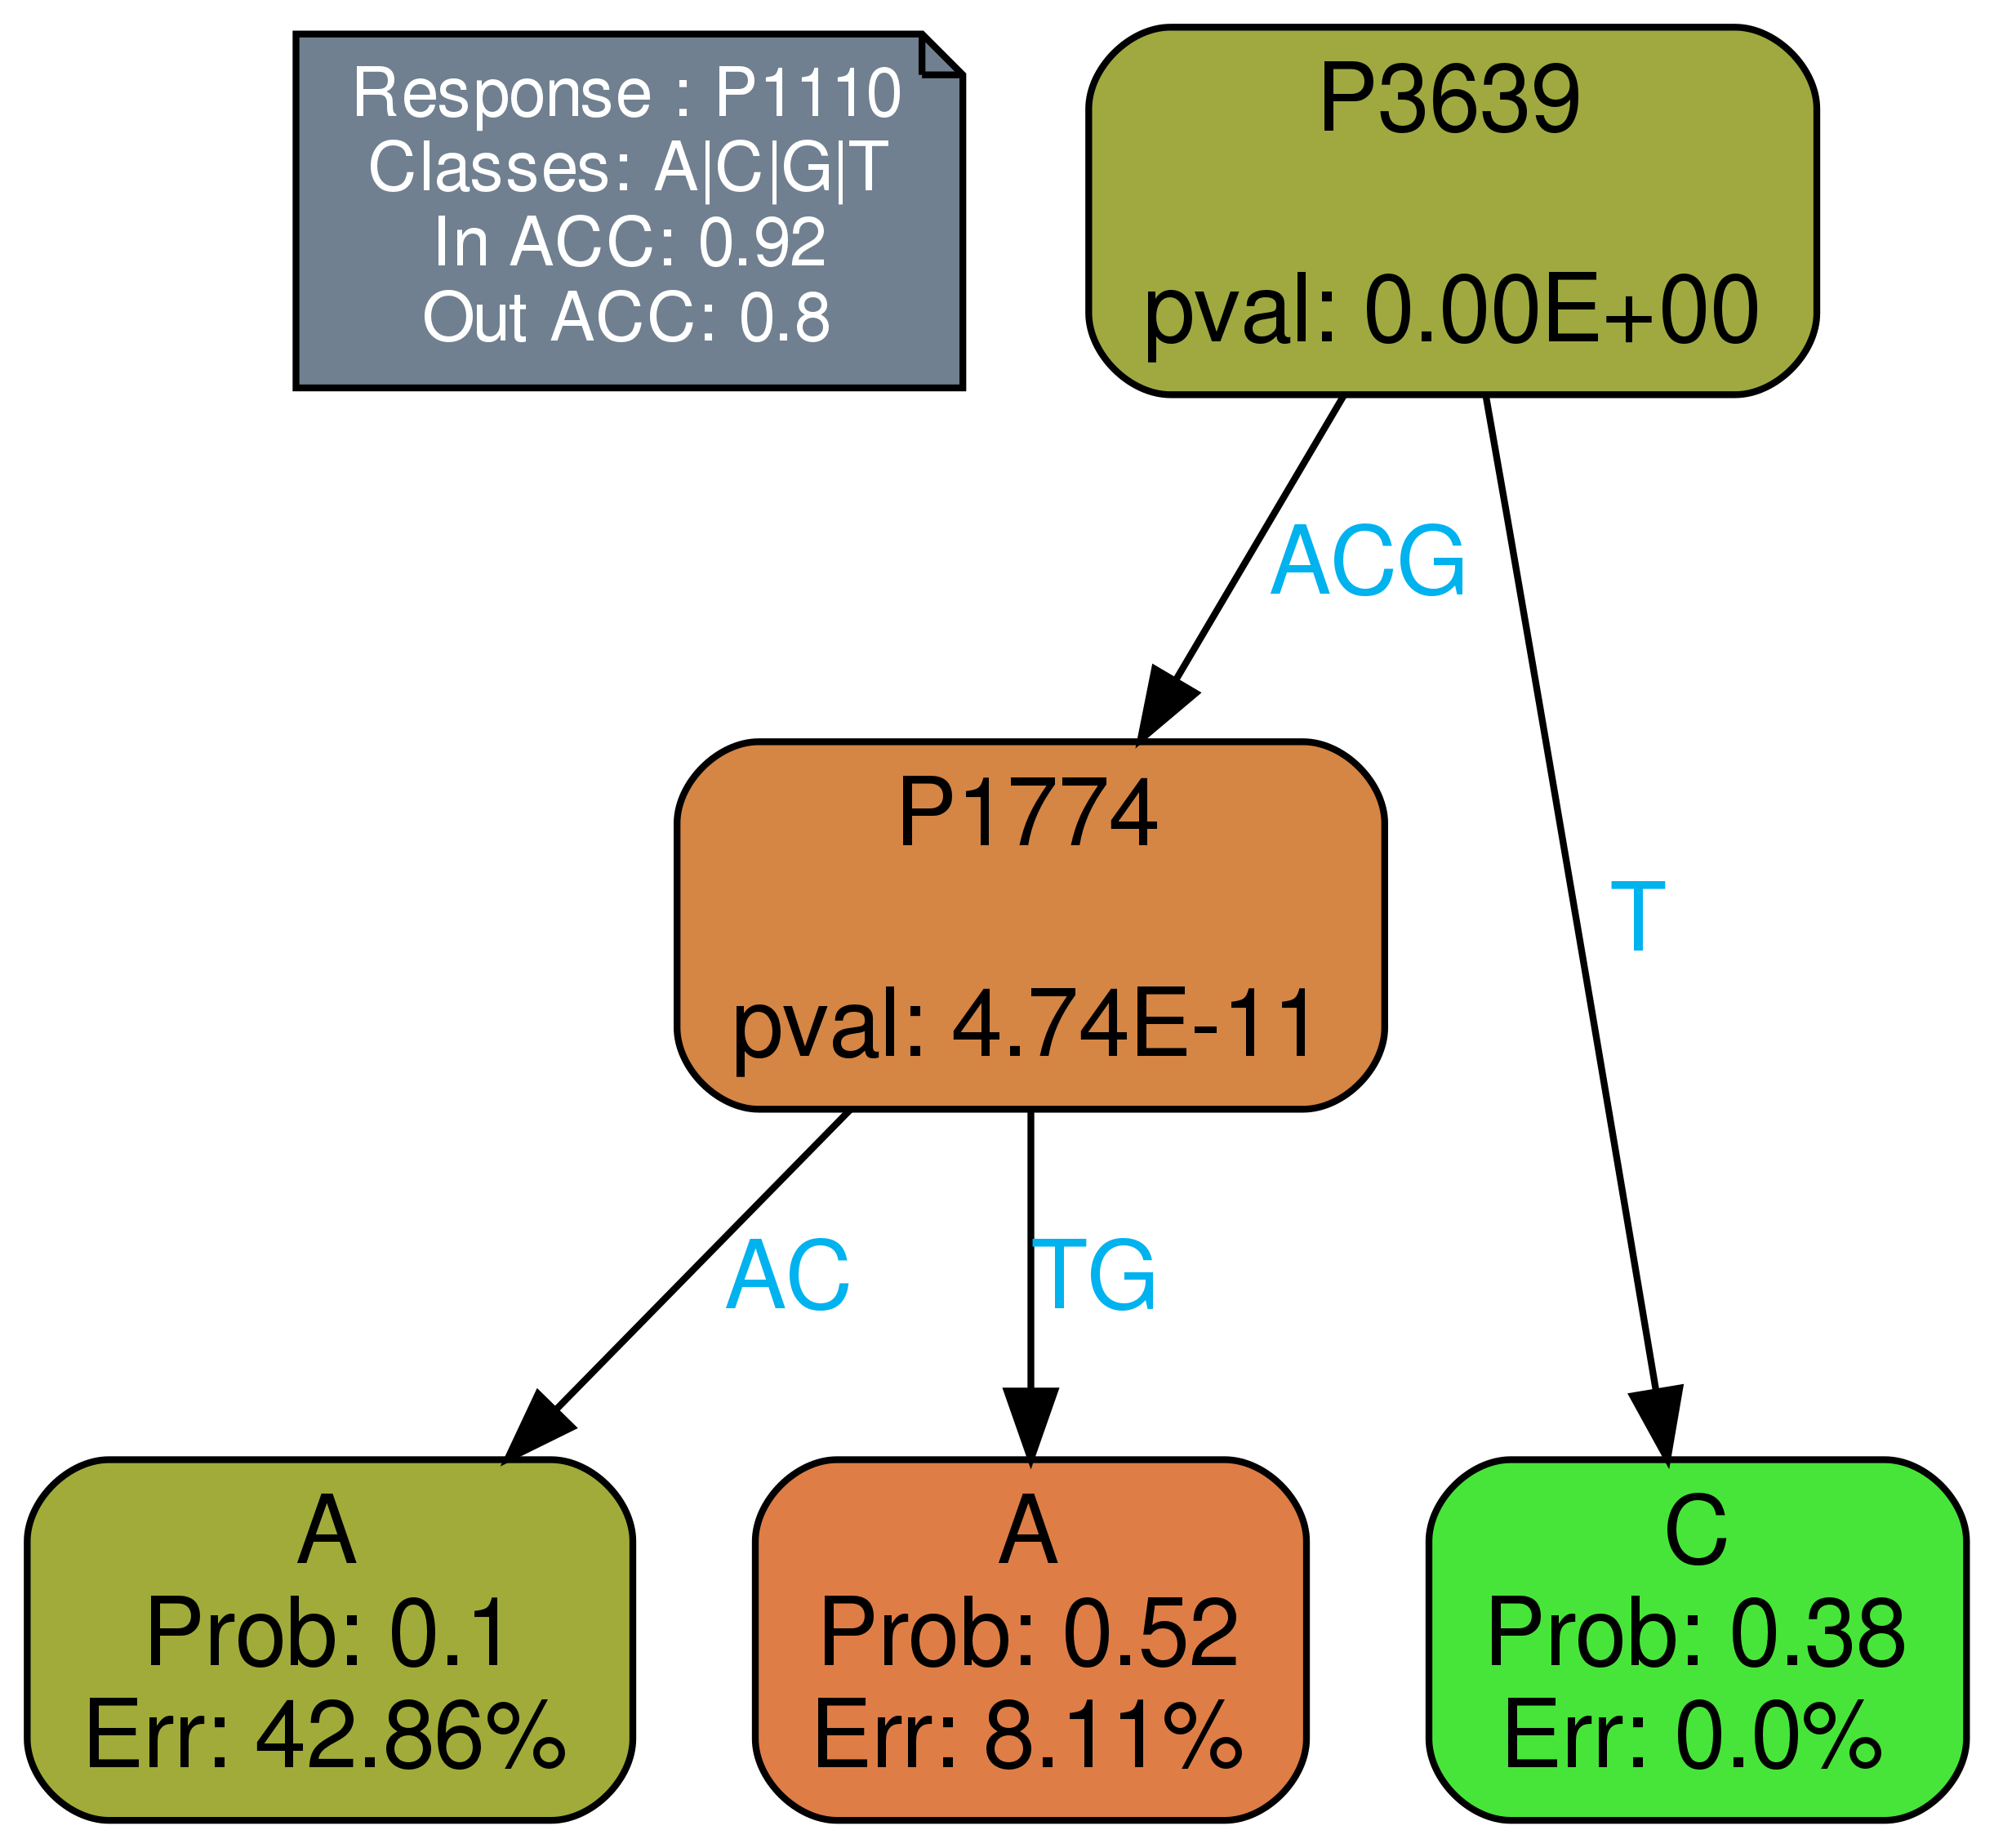 Response : P1110
Classes: A|C|G|T
In ACC: 0.92
Out ACC: 0.8
P3639
pval: 0.00E+00
ACG
T
P1774
pval: 4.74E-11
AC
TG
A
Prob: 0.1
Err: 42.86%
A
Prob: 0.52
Err: 8.11%
C
Prob: 0.38
Err: 0.0%